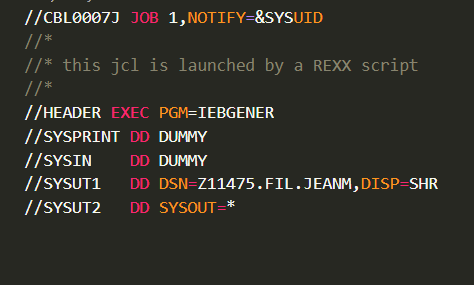 //CBL0007J JOB 1,NOTIFY=&SYSUID
//*
//* this jcl is launched by a REXX script
//*
//HEADER EXEC PGM=IEBGENER
//SYSPRINT DD DUMMY
//SYSIN    DD DUMMY
//SYSUT1   DD DSN=Z11475.FIL.JEANM,DISP=SHR
//SYSUT2   DD SYSOUT=*